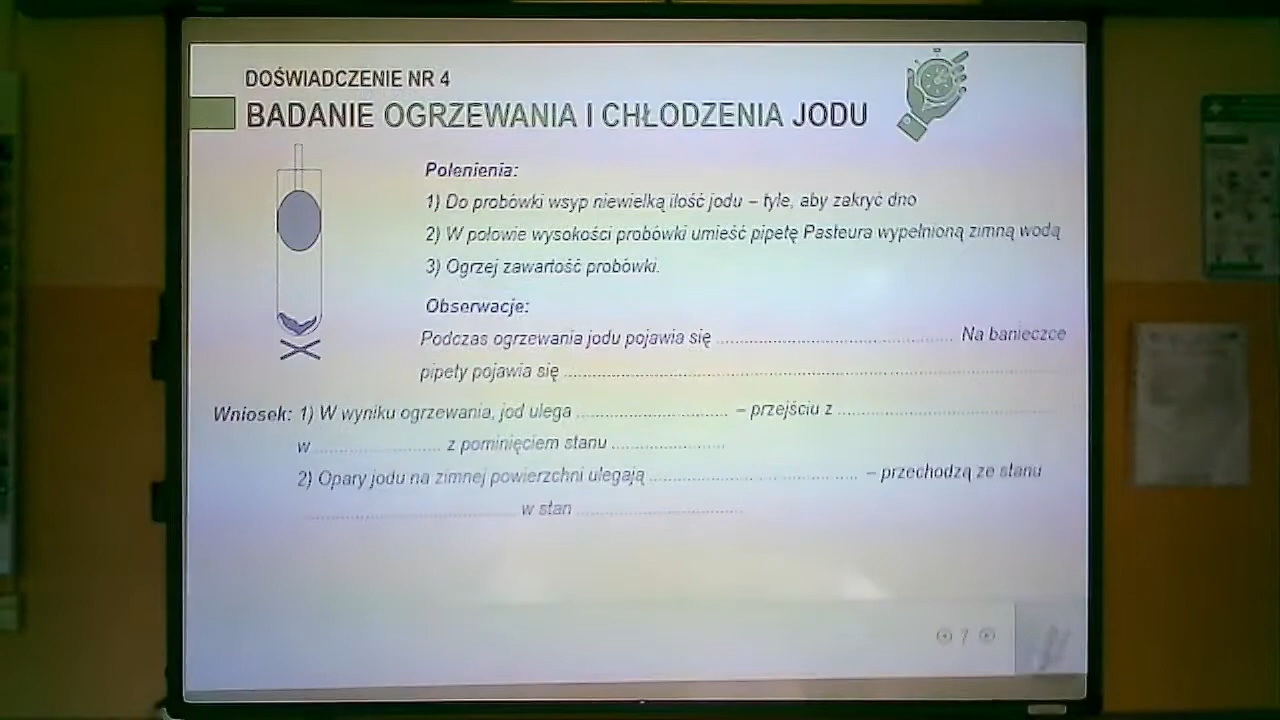 DOŚWIADCZENIE NR 4
BADANIE OGRZEWANIA I CHŁODZENIA JODU
Polenienia:
1) Do probówki wsyp niewielką ilość jodu – tyle, aby zakryć dno
2) W połowie wysokości probówki umieść pipetę Pasteura wypełnioną zimną wodą
3) Ogrzej zawartość probówki.
Obserwacje:
Podczas ogrzewania jodu pojawia się .......................................... Na banieczce
pipety pojawia się ..........................................................................................
Wniosek: 1) W wyniku ogrzewania, jod ulega ............................ – przejściu z ........................................
w ........................ z pominięciem stanu .....................
2) Opary jodu na zimnej powierzchni ulegają ...................................... – przechodzą ze stanu
....................................... w stan ..............................
7